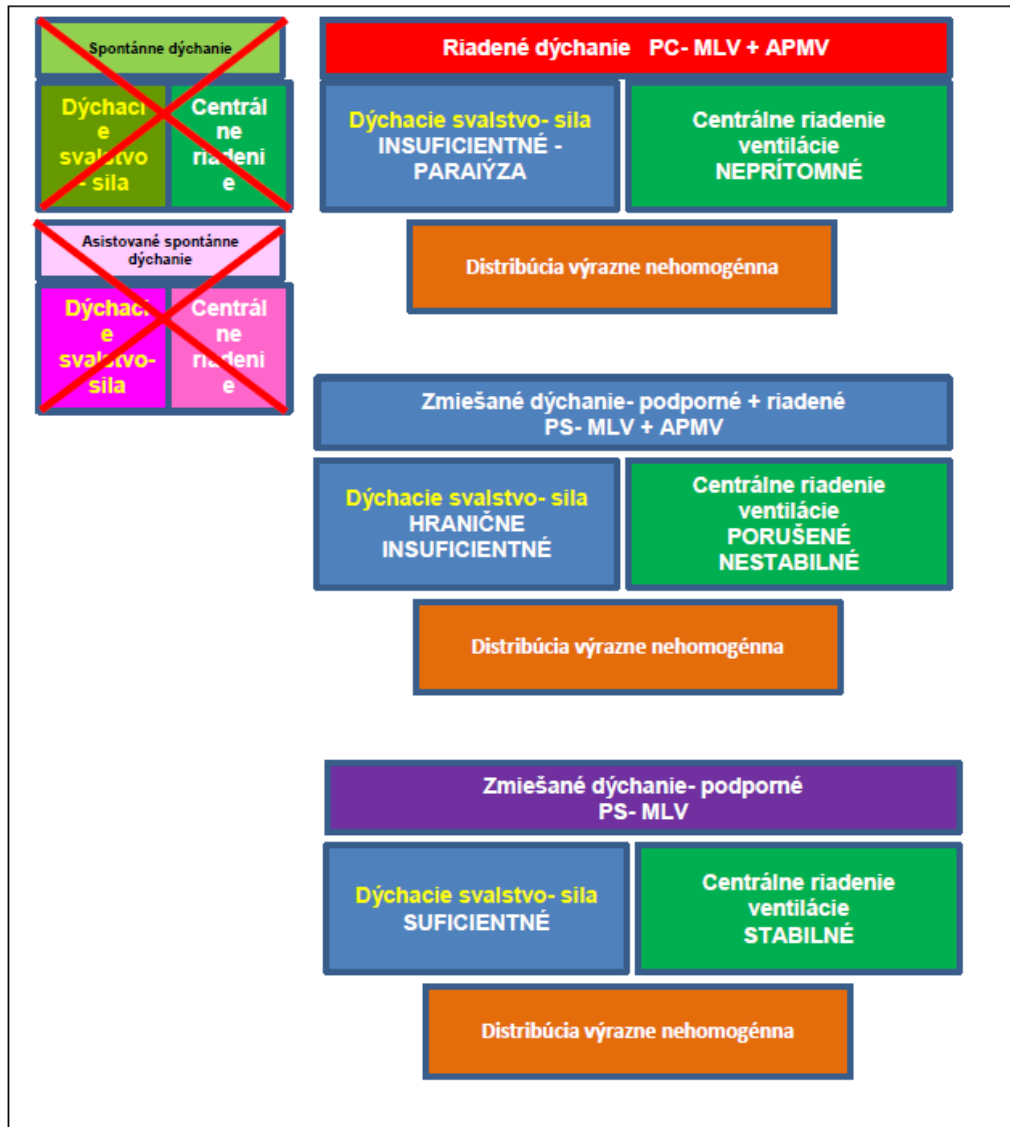 Spontánne dýchanie
Dýchaci
e
svalstvo
- sila
Centrál
ne
riadeni
e
Asistované spontánne
dýchanie
Dýchaci
e
svalstvo-
sila
Centrál
ne
riadeni
e
Riadené dýchanie PC- MLV + APMV
Dýchacie svalstvo- sila
INSUFICIENTNÉ -
PARAIÝZA
Centrálne riadenie
ventilácie
NEPRÍTOMNÉ
Distribúcia výrazne nehomogénna
Zmiešané dýchanie- podporné + riadené
PS- MLV + APMV
Dýchacie svalstvo- sila
HRANIČNE
INSUFICIENTNÉ
Centrálne riadenie
ventilácie
PORUŠENÉ
NESTABILNÉ
Distribúcia výrazne nehomogénna
Zmiešané dýchanie- podporné
PS- MLV
Dýchacie svalstvo- sila
SUFICIENTNÉ
Centrálne riadenie
ventilácie
STABILNÉ
Distribúcia výrazne nehomogénna